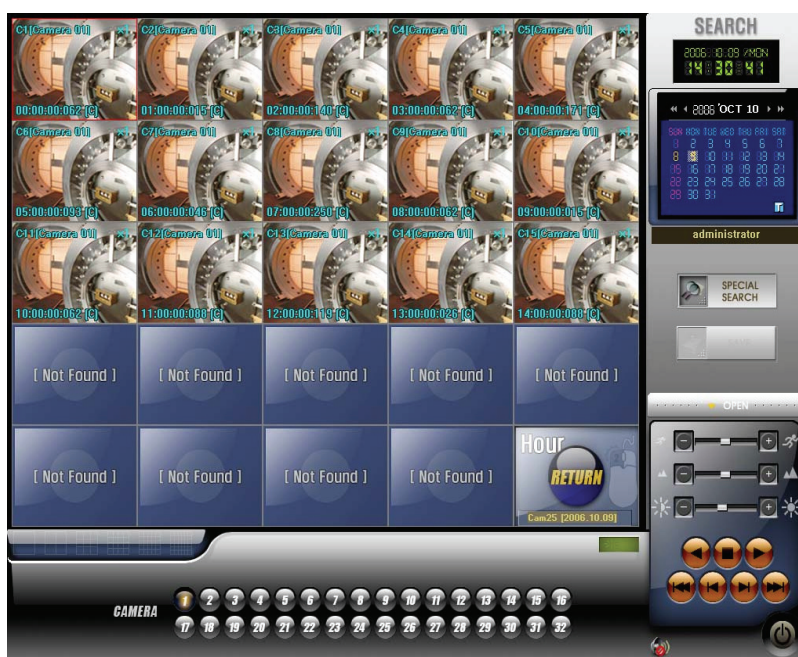 C1[Camera 01] C2[Camera 01] C3[Camera 01] C4[Camera 01] C5[Camera 01]
00:00:00:062 [C] 01:00:00:015 [C] 02:00:00:140 [C] 03:00:00:062 [C] 04:00:00:171 [C]
C6[Camera 01] C7[Camera 01] C8[Camera 01] C9[Camera 01] C10[Camera 01]
05:00:00:093 [C] 06:00:00:046 [C] 07:00:00:250 [C] 08:00:00:062 [C] 09:00:00:015 [C]
C11[Camera 01] C12[Camera 01] C13[Camera 01] C14[Camera 01] C15[Camera 01]
10:00:00:062 [C] 11:00:00:088 [C] 12:00:00:119 [C] 13:00:00:026 [C] 14:00:00:088 [C]
[ Not Found ] [ Not Found ] [ Not Found ] [ Not Found ] [ Not Found ]
[ Not Found ] [ Not Found ] [ Not Found ] [ Not Found ]
Hour
RETURN
Cam25 [2006.10.09]
SEARCH
2006.10.09 /MON
14:30:41
2006 'OCT 10
SUN MON TUE WED THU FRI SAT
1 2 3 4 5 6 7
8 9 10 11 12 13 14
15 16 17 18 19 20 21
22 23 24 25 26 27 28
29 30 31
administrator
SPECIAL
SEARCH
OPEN
CAMERA
1 2 3 4 5 6 7 8 9 10 11 12 13 14 15 16
17 18 19 20 21 22 23 24 25 26 27 28 29 30 31 32